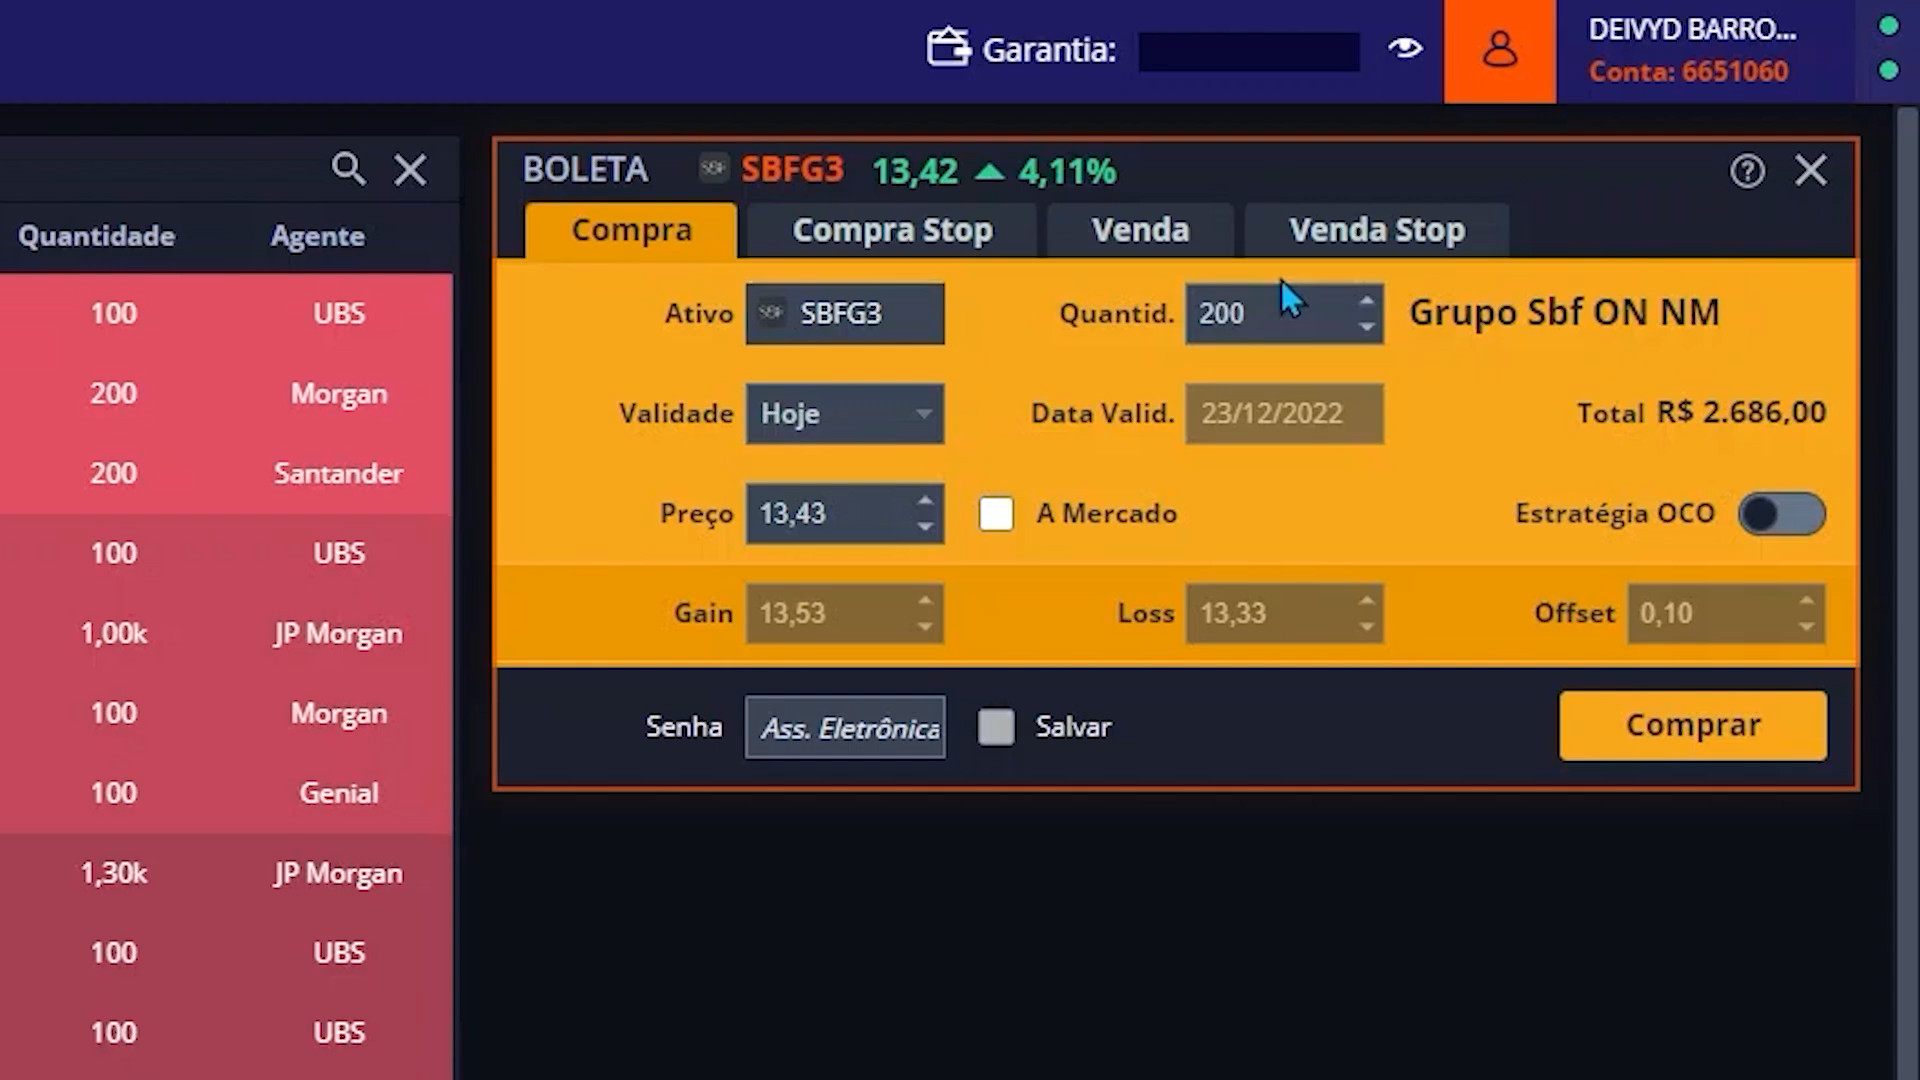 Garantia:
DEIVYD BARRO...
Conta: 6651060
Quantidade Agente
100 UBS
200 Morgan
200 Santander
100 UBS
1,00k JP Morgan
100 Morgan
100 Genial
1,30k JP Morgan
100 UBS
100 UBS
BOLETA SBF SBFG3 13,42 4,11%
Compra Compra Stop Venda Venda Stop
Ativo SBF SBFG3 Quantid. 200 Grupo Sbf ON NM
Validade Hoje Data Valid. 23/12/2022 Total R$ 2.686,00
Preço 13,43 A Mercado Estratégia OCO
Gain 13,53 Loss 13,33 Offset 0,10
Senha Ass. Eletrônica Salvar Comprar